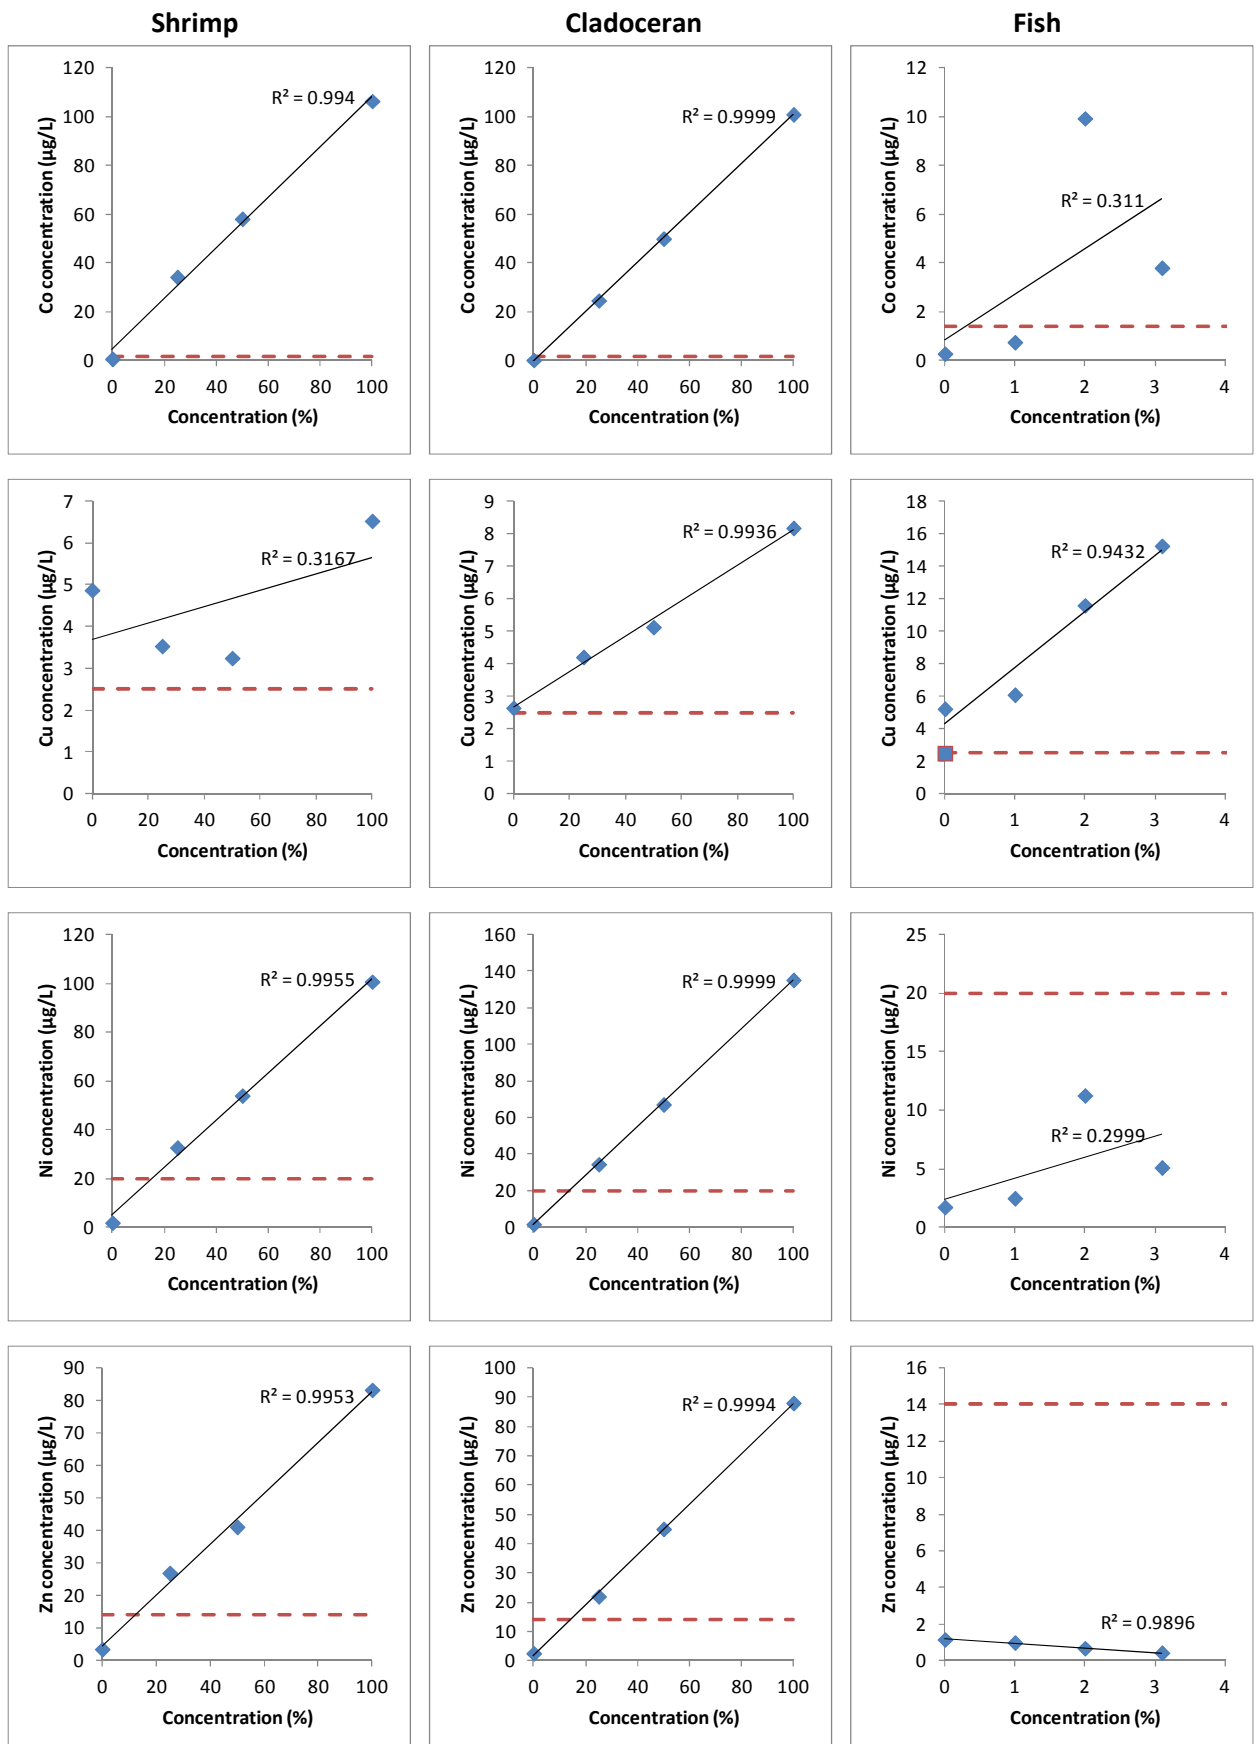 Shrimp
Cladoceran
Fish
Co concentration (µg/L)
120
100
80
60
40
20
0
R² = 0.994
0 20 40 60 80 100
Concentration (%)
Co concentration (µg/L)
120
100
80
60
40
20
0
R² = 0.9999
0 20 40 60 80 100
Concentration (%)
Co concentration (µg/L)
12
10
8
6
4
2
0
R² = 0.311
0 1 2 3 4
Concentration (%)
Cu concentration (µg/L)
7
6
5
4
3
2
1
0
R² = 0.3167
0 20 40 60 80 100
Concentration (%)
Cu concentration (µg/L)
9
8
7
6
5
4
3
2
1
0
R² = 0.9936
0 20 40 60 80 100
Concentration (%)
Cu concentration (µg/L)
18
16
14
12
10
8
6
4
2
0
R² = 0.9432
0 1 2 3 4
Concentration (%)
Ni concentration (µg/L)
120
100
80
60
40
20
0
R² = 0.9955
0 20 40 60 80 100
Concentration (%)
Ni concentration (µg/L)
160
140
120
100
80
60
40
20
0
R² = 0.9999
0 20 40 60 80 100
Concentration (%)
Ni concentration (µg/L)
25
20
15
10
5
0
R² = 0.2999
0 1 2 3 4
Concentration (%)
Zn concentration (µg/L)
90
80
70
60
50
40
30
20
10
0
R² = 0.9953
0 20 40 60 80 100
Concentration (%)
Zn concentration (µg/L)
100
90
80
70
60
50
40
30
20
10
0
R² = 0.9994
0 20 40 60 80 100
Concentration (%)
Zn concentration (µg/L)
16
14
12
10
8
6
4
2
0
R² = 0.9896
0 1 2 3 4
Concentration (%)